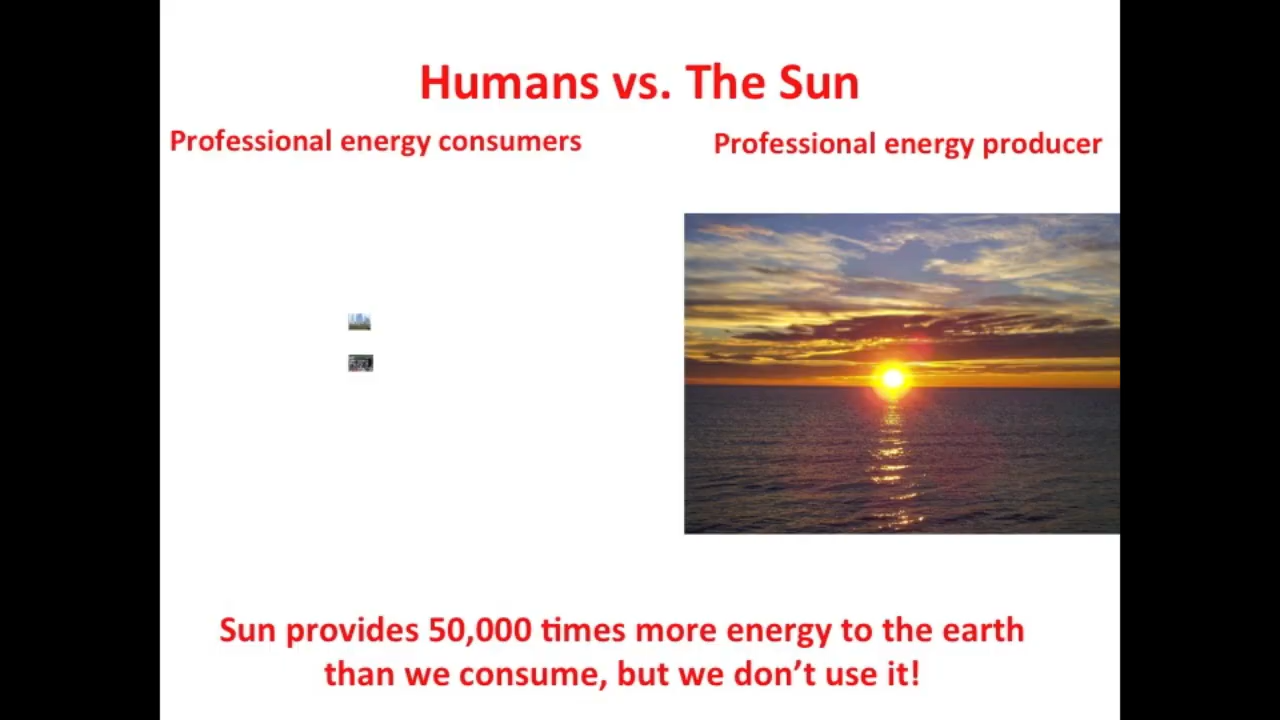 Humans vs. The Sun
Professional energy consumers
Professional energy producer
Sun provides 50,000 times more energy to the earth
than we consume, but we don’t use it!